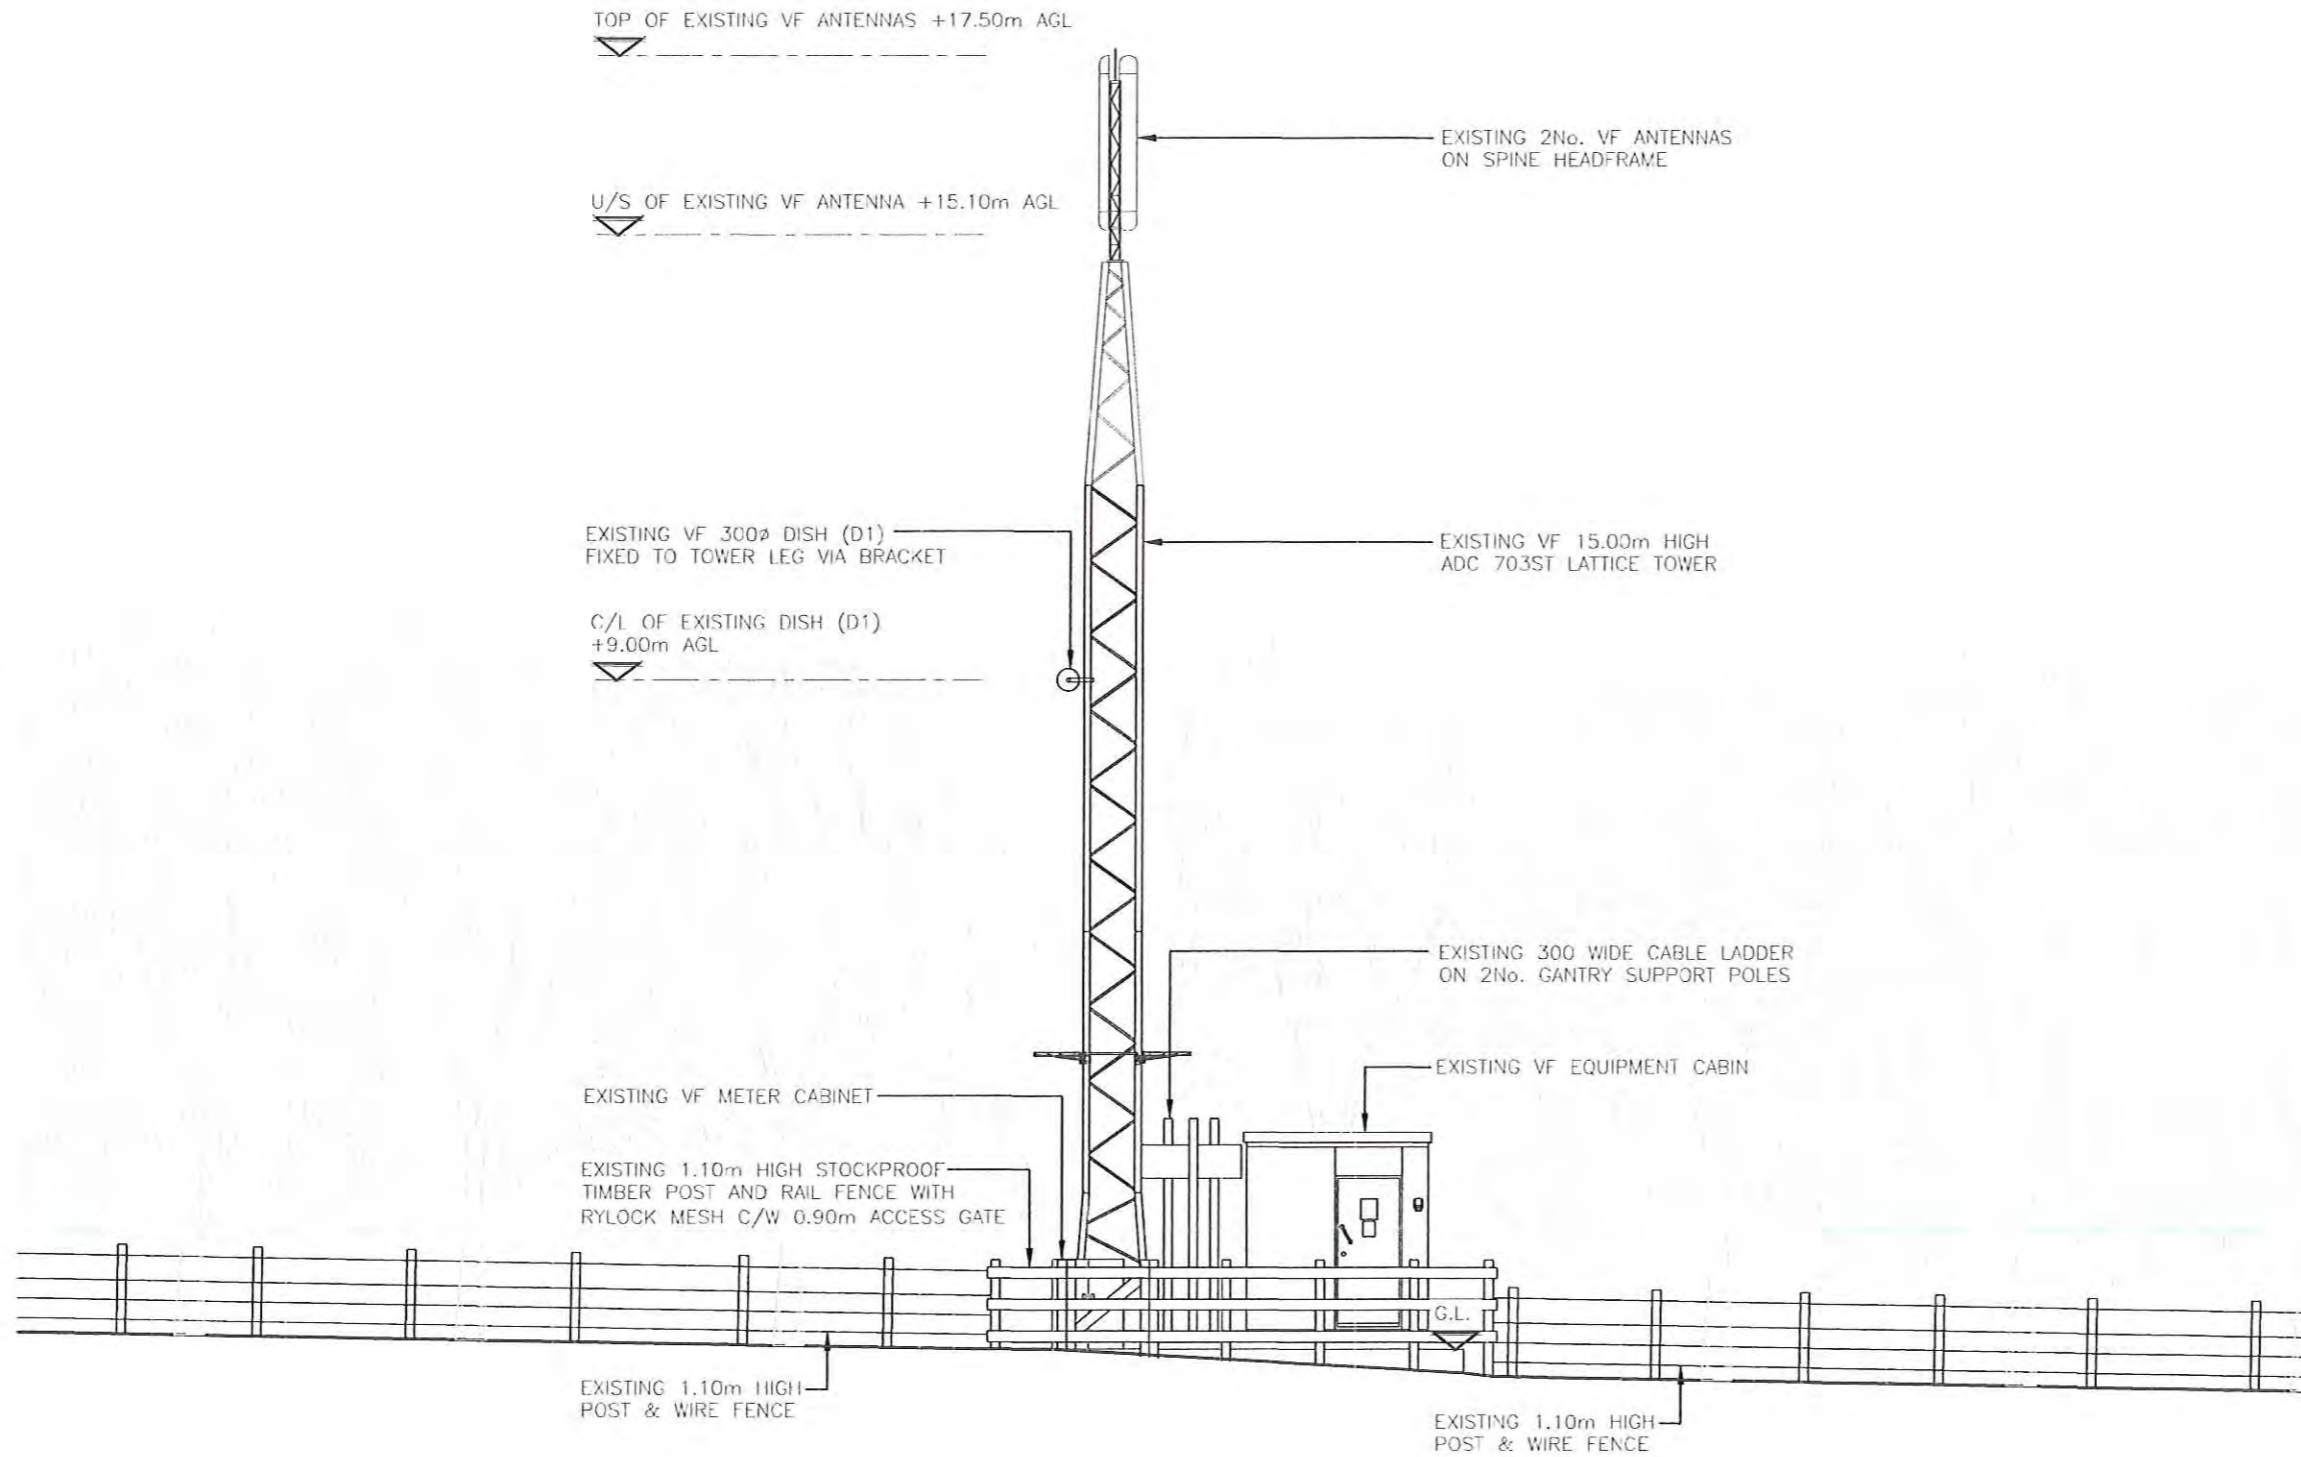 TOP OF EXISTING VF ANTENNAS +17.50m AGL
EXISTING 2No. VF ANTENNAS
ON SPINE HEADFRAME
U/S OF EXISTING VF ANTENNA +15.10m AGL
EXISTING VF 300ø DISH (D1)
FIXED TO TOWER LEG VIA BRACKET
EXISTING VF 15.00m HIGH
ADC 703ST LATTICE TOWER
C/L OF EXISTING DISH (D1)
+9.00m AGL
EXISTING 300 WIDE CABLE LADDER
ON 2No. GANTRY SUPPORT POLES
EXISTING VF EQUIPMENT CABIN
EXISTING VF METER CABINET
EXISTING 1.10m HIGH STOCKPROOF
TIMBER POST AND RAIL FENCE WITH
RYLOCK MESH C/W 0.90m ACCESS GATE
G.L.
EXISTING 1.10m HIGH
POST & WIRE FENCE
EXISTING 1.10m HIGH
POST & WIRE FENCE